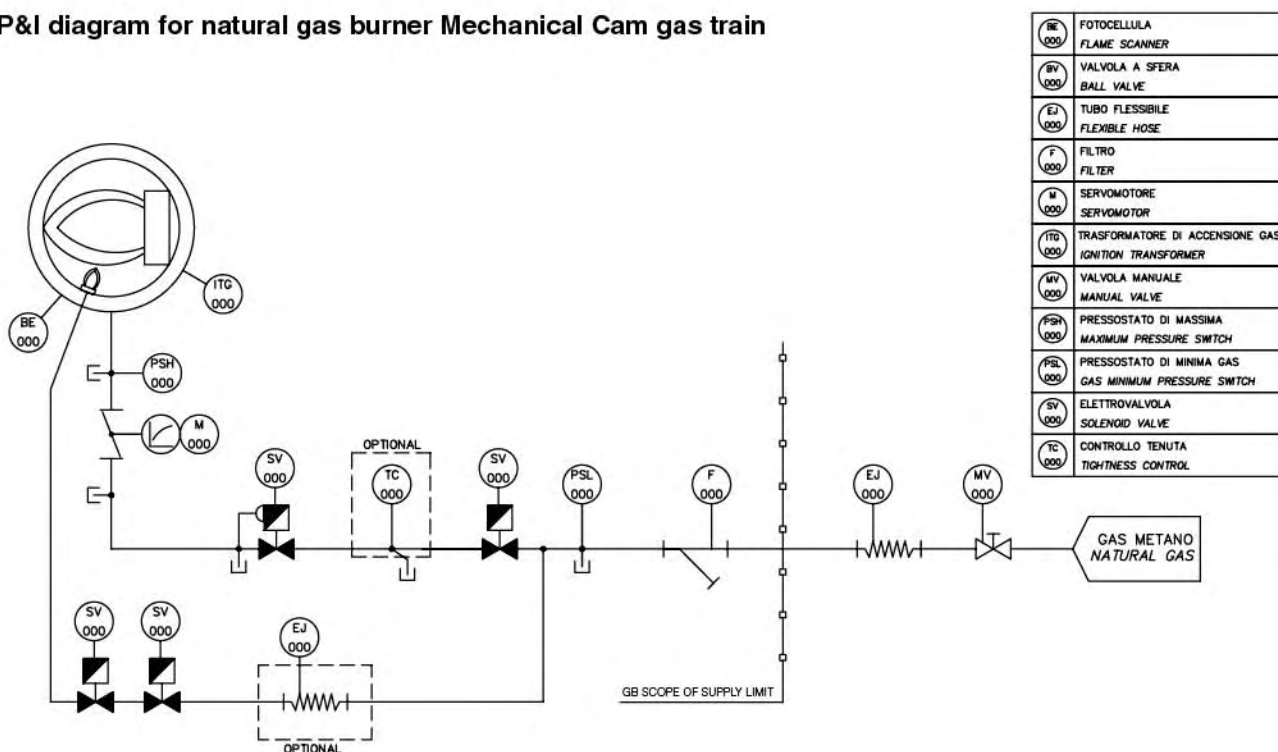 P&I diagram for natural gas burner Mechanical Cam gas train
BE
000
FOTOCELLULA
FLAME SCANNER
BV
000
VALVOLA A SFERA
BALL VALVE
EJ
000
TUBO FLESSIBILE
FLEXIBLE HOSE
F
000
FILTRO
FILTER
M
000
SERVOMOTORE
SERVOMOTOR
ITG
000
TRASFORMATORE DI ACCENSIONE GAS
IGNITION TRANSFORMER
MV
000
VALVOLA MANUALE
MANUAL VALVE
PSH
000
PRESSOSTATO DI MASSIMA
MAXIMUM PRESSURE SWITCH
PSL
000
PRESSOSTATO DI MINIMA GAS
GAS MINIMUM PRESSURE SWITCH
SV
000
ELETTROVALVOLA
SOLENOID VALVE
TC
000
CONTROLLO TENUTA
TIGHTNESS CONTROL
ITG
000
BE
000
PSH
000
M
000
SV
000
OPTIONAL
TC
000
SV
000
PSL
000
F
000
EJ
000
MV
000
GAS METANO
NATURAL GAS
SV
000
SV
000
EJ
000
OPTIONAL
GB SCOPE OF SUPPLY LIMIT